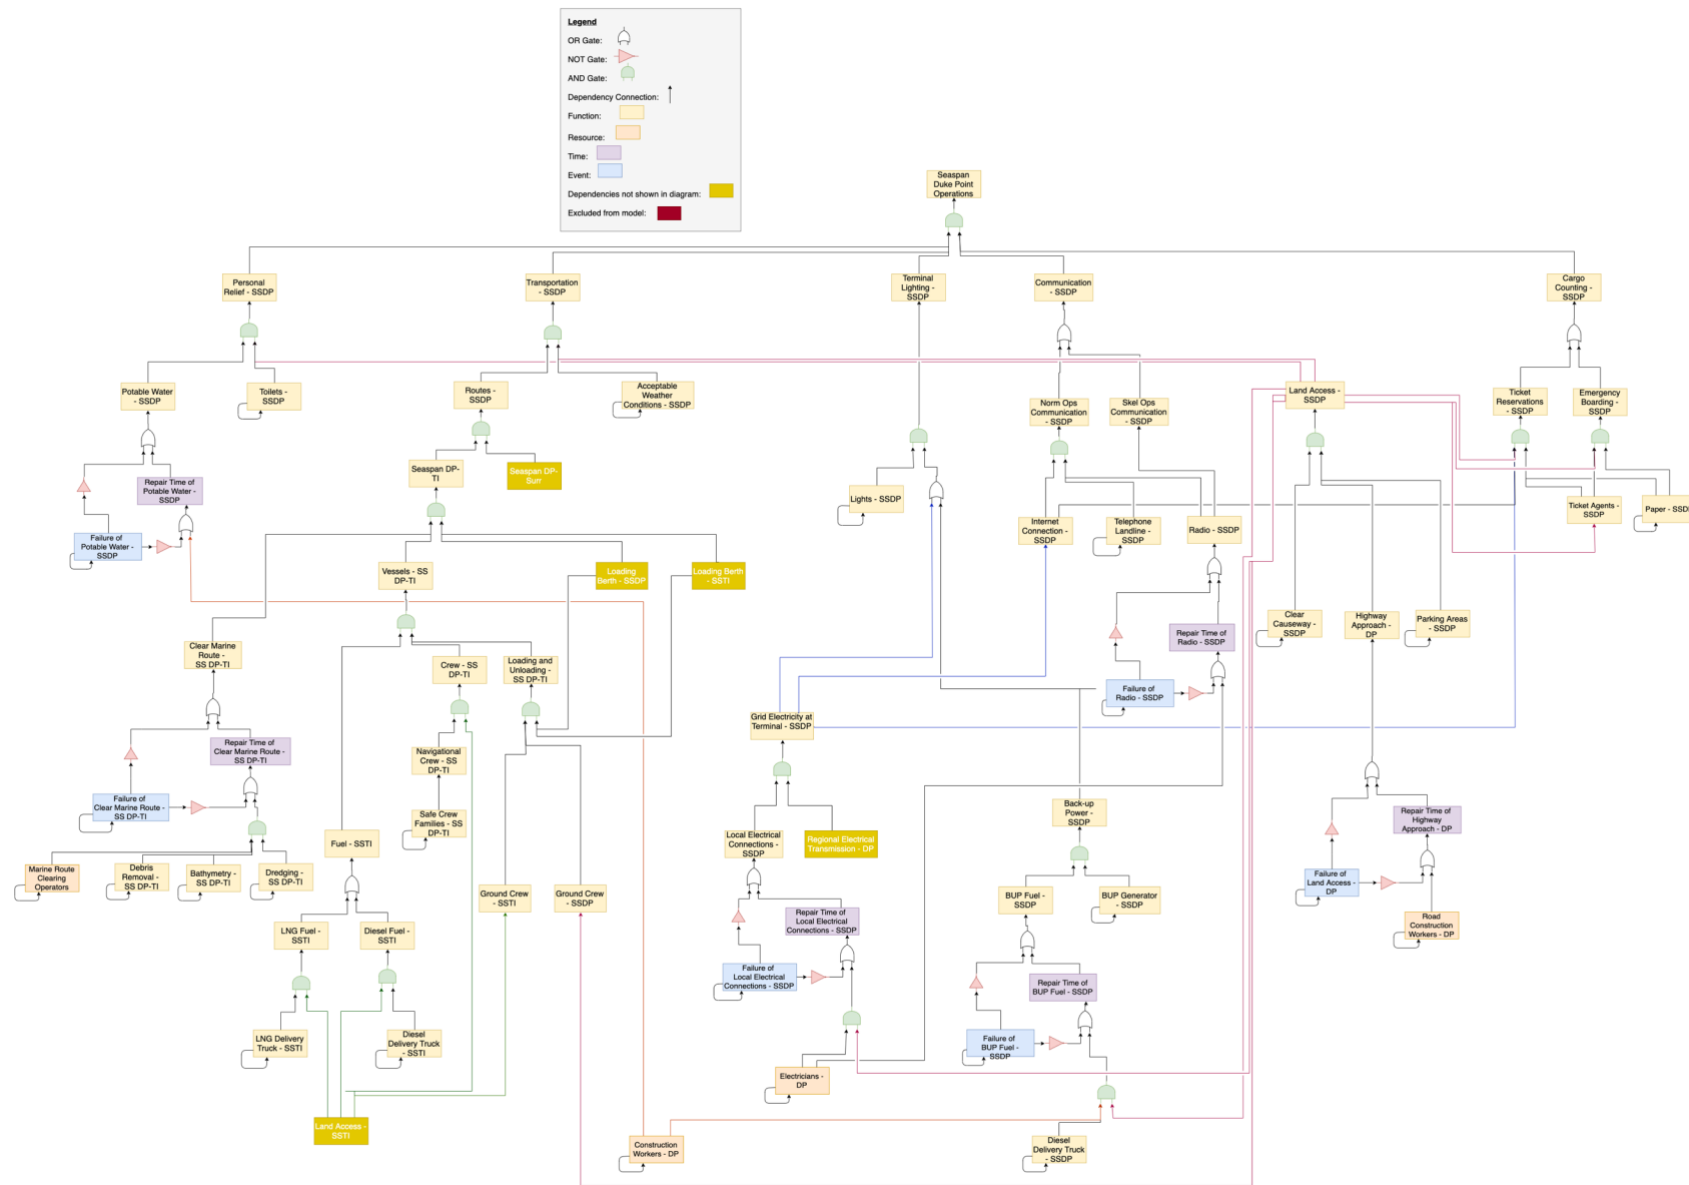 Legend
OR Gate:
NOT Gate:
AND Gate:
Dependency Connection:
Function:
Resource:
Time:
Event:
Dependencies not shown in diagram:
Excluded from model:
Seaspan
Duke Point
Operations
Personal
Relief - SSDP
Transportation
- SSDP
Terminal
Lighting -
SSDP
Communication
- SSDP
Cargo
Counting -
SSDP
Potable Water
- SSDP
Toilets -
SSDP
Routes -
SSDP
Acceptable
Weather
Conditions - SSDP
Norm Ops
Communication
- SSDP
Skel Ops
Communication
- SSDP
Land Access -
SSDP
Ticket
Reservations
- SSDP
Emergency
Boarding -
SSDP
Seaspan DP-
TI
Seaspan DP-
Surr
Repair Time of
Potable Water -
SSDP
Lights - SSDP
Internet
Connection -
SSDP
Telephone
Landline -
SSDP
Radio - SSDP
Ticket Agents -
SSDP
Paper - SSD
Failure of
Potable Water -
SSDP
Vessels - SS
DP-TI
Loading
Berth - SSDP
Loading Berth
- SSTI
Clear
Causeway -
SSDP
Highway
Approach -
DP
Parking Areas
- SSDP
Clear Marine
Route -
SS DP-TI
Crew - SS
DP-TI
Loading and
Unloading -
SS DP-TI
Repair Time of
Radio - SSDP
Failure of
Radio - SSDP
Grid Electricity at
Terminal - SSDP
Repair Time of
Clear Marine Route -
SS DP-TI
Navigational
Crew - SS
DP-TI
Failure of
Clear Marine Route -
SS DP-TI
Safe Crew
Families - SS
DP-TI
Back-up
Power -
SSDP
Repair Time of
Highway
Approach - DP
Fuel - SSTI
Local Electrical
Connections -
SSDP
Regional Electrical
Transmission - DP
Marine Route
Clearing
Operators
Debris
Removal -
SS DP-TI
Bathymetry -
SS DP-TI
Dredging -
SS DP-TI
Failure of
Land Access -
DP
Ground Crew
- SSTI
Ground Crew -
SSDP
BUP Fuel -
SSDP
BUP Generator
- SSDP
Repair Time of
Local Electrical
Connections - SSDP
Road
Construction
Workers - DP
LNG Fuel -
SSTI
Diesel Fuel -
SSTI
Failure of
Local Electrical
Connections - SSDP
Repair Time of
BUP Fuel - SSDP
LNG Delivery
Truck - SSTI
Diesel
Delivery Truck
- SSTI
Failure of
BUP Fuel -
SSDP
Electricians -
DP
Land Access -
SSTI
Construction
Workers - DP
Diesel
Delivery Truck
- SSDP